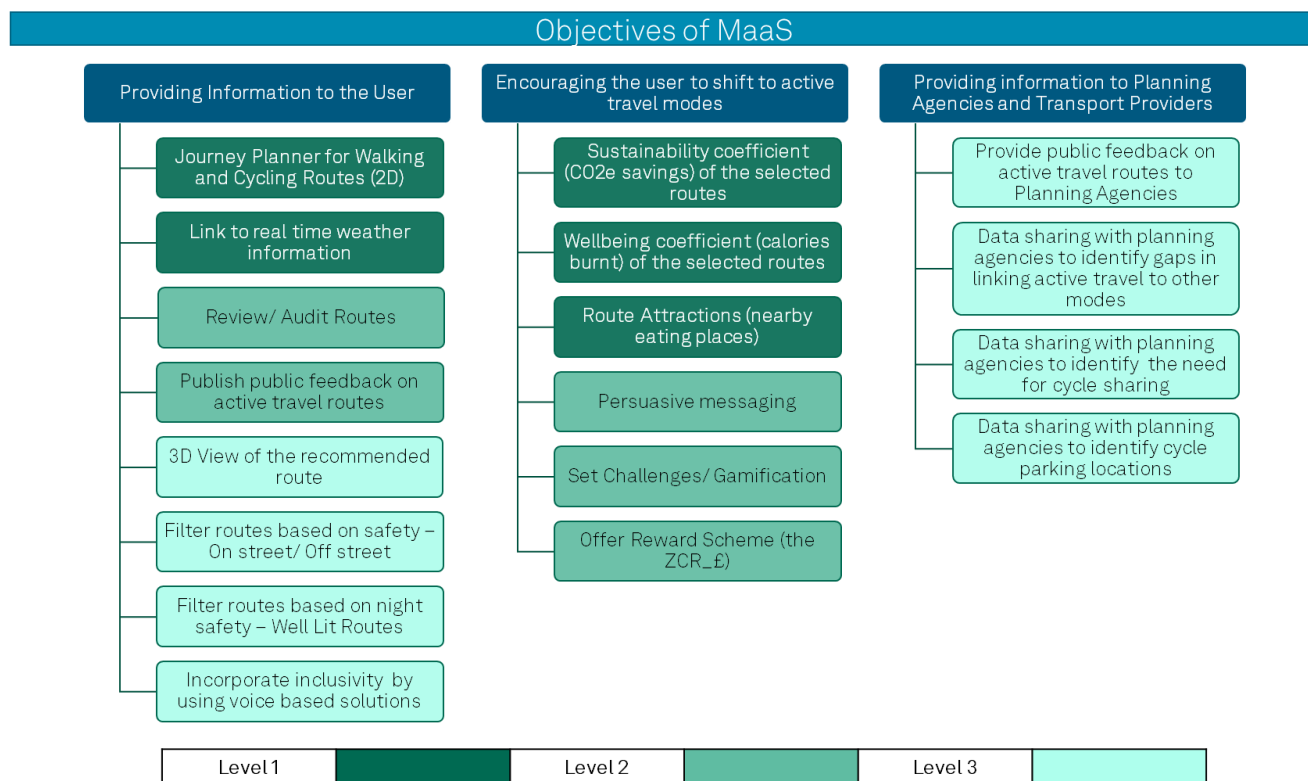 Objectives of MaaS
Providing Information to the User
Journey Planner for Walking
and Cycling Routes (2D)
Link to real time weather
information
Review/ Audit Routes
Publish public feedback on
active travel routes
3D View of the recommended
route
Filter routes based on safety –
On street/ Off street
Filter routes based on night
safety – Well Lit Routes
Incorporate inclusivity by
using voice based solutions
Encouraging the user to shift to active
travel modes
Sustainability coefficient
(CO2e savings) of the selected
routes
Wellbeing coefficient (calories
burnt) of the selected routes
Route Attractions (nearby
eating places)
Persuasive messaging
Set Challenges/ Gamification
Offer Reward Scheme (the
ZCR_£)
Providing information to Planning
Agencies and Transport Providers
Provide public feedback on
active travel routes to
Planning Agencies
Data sharing with planning
agencies to identify gaps in
linking active travel to other
modes
Data sharing with planning
agencies to identify the need
for cycle sharing
Data sharing with planning
agencies to identify cycle
parking locations
Level 1
Level 2
Level 3